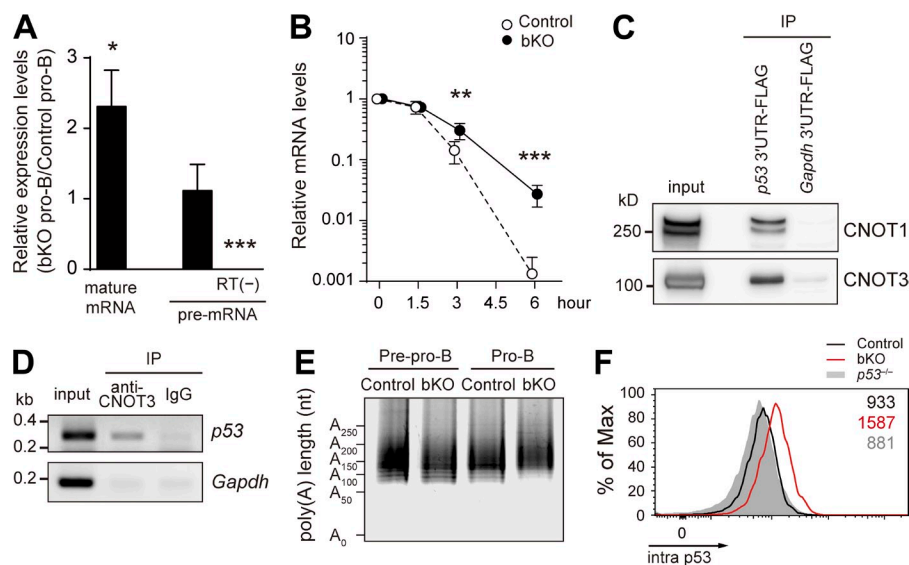 A
Relative expression levels
(bKO pro-B/Control pro-B)
3
2
1
0
*
***
RT(−)
mature
mRNA
pre-mRNA
B
Control
bKO
Relative mRNA levels
10
1
0.1
0.01
0.001
**
***
0 1.5 3 4.5 6 hour
C
IP
input
p53 3'UTR-FLAG
Gapdh 3'UTR-FLAG
kD
250
CNOT1
100
CNOT3
D
IP
input
anti-
CNOT3
IgG
kb
0.4
0.2
p53
0.2
Gapdh
E
Pre-pro-B Pro-B
Control bKO Control bKO
poly(A) length (nt)
A250
A200
A150
A100
A50
A0
F
Control
bKO
p53–/–
% of Max
100
80
60
40
20
0
933
1587
881
0
intra p53